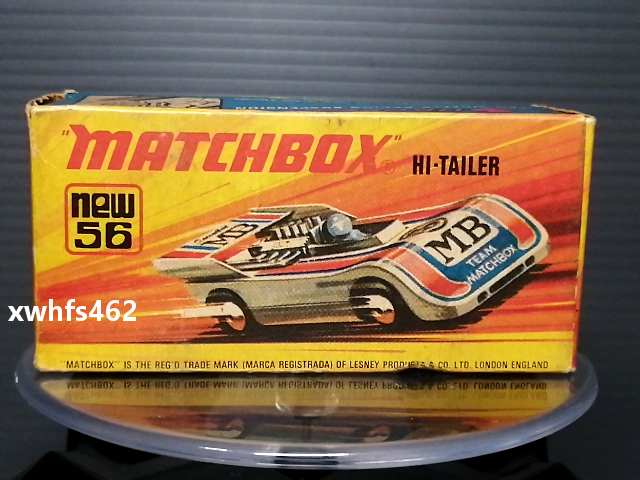 "MATCHBOX"®
HI-TAILER
new
56
MB
MB
TEAM
MATCHBOX
xwhfs462
"MATCHBOX" IS THE REG'D TRADE MARK (MARCA REGISTRADA) OF LESNEY PRODUCTS & CO. LTD. LONDON ENGLAND